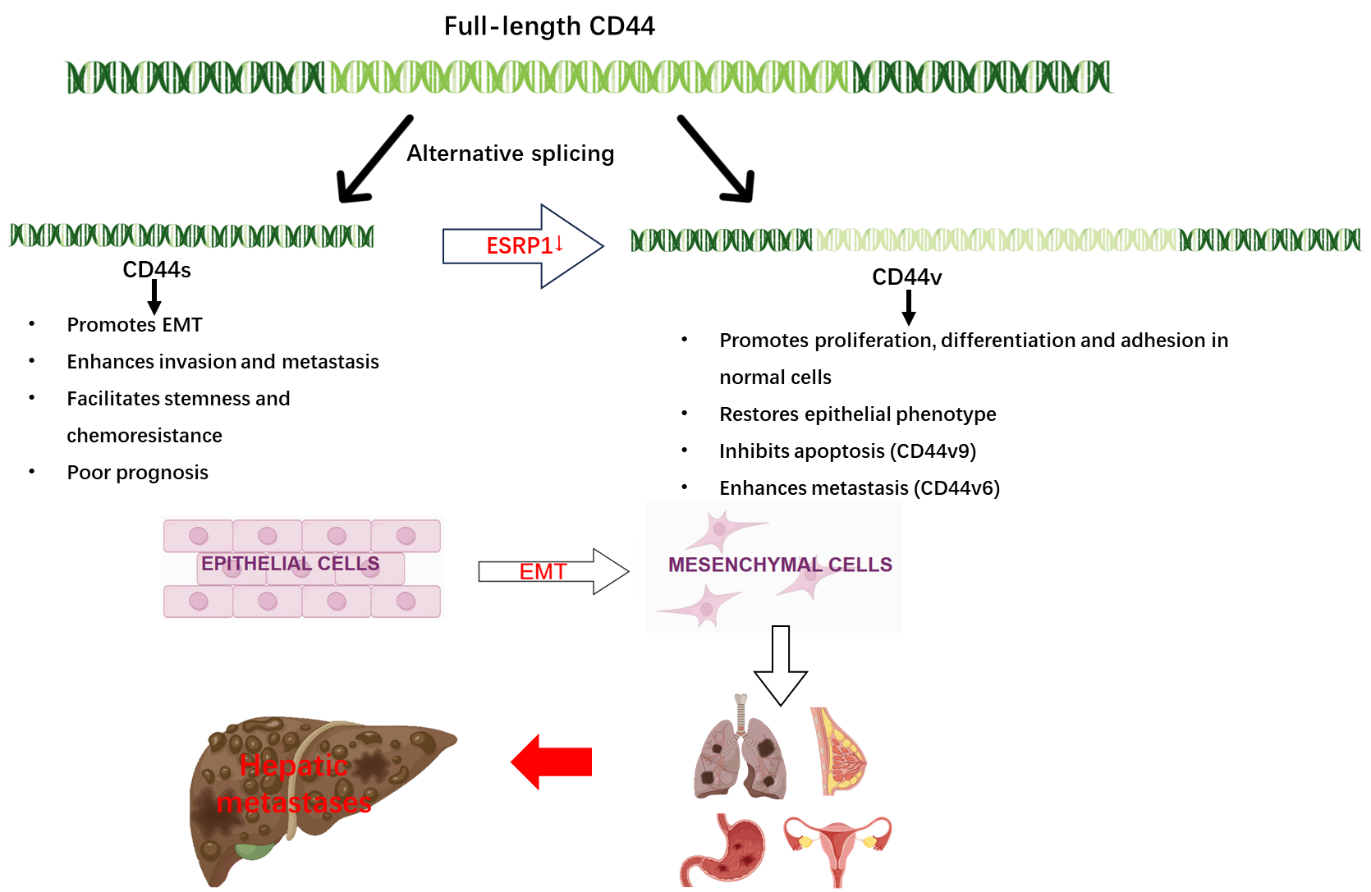 Full-length CD44
Alternative splicing
ESRP1↓
CD44s
CD44v
• Promotes EMT
• Enhances invasion and metastasis
• Facilitates stemness and
chemoresistance
• Poor prognosis
• Promotes proliferation, differentiation and adhesion in
normal cells
• Restores epithelial phenotype
• Inhibits apoptosis (CD44v9)
• Enhances metastasis (CD44v6)
EPITHELIAL CELLS
EMT
MESENCHYMAL CELLS
Hepatic
metastases